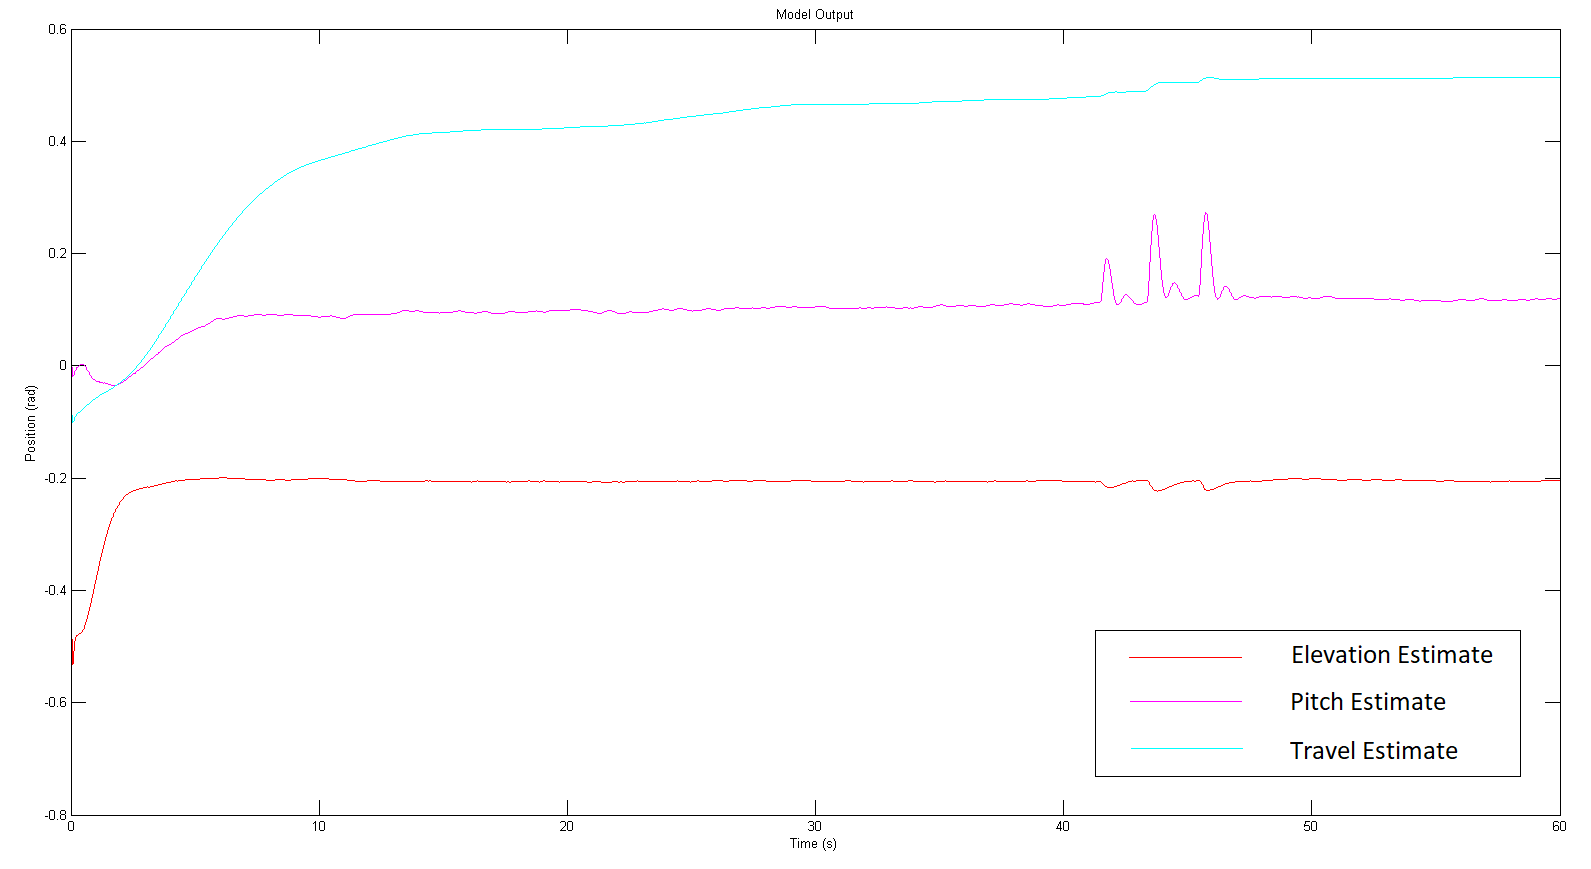 Model Output
0.6
0.4
0.2
0
-0.2
-0.4
-0.6
-0.8
Position (rad)
Elevation Estimate
Pitch Estimate
Travel Estimate
0 10 20 30 40 50 60
Time (s)